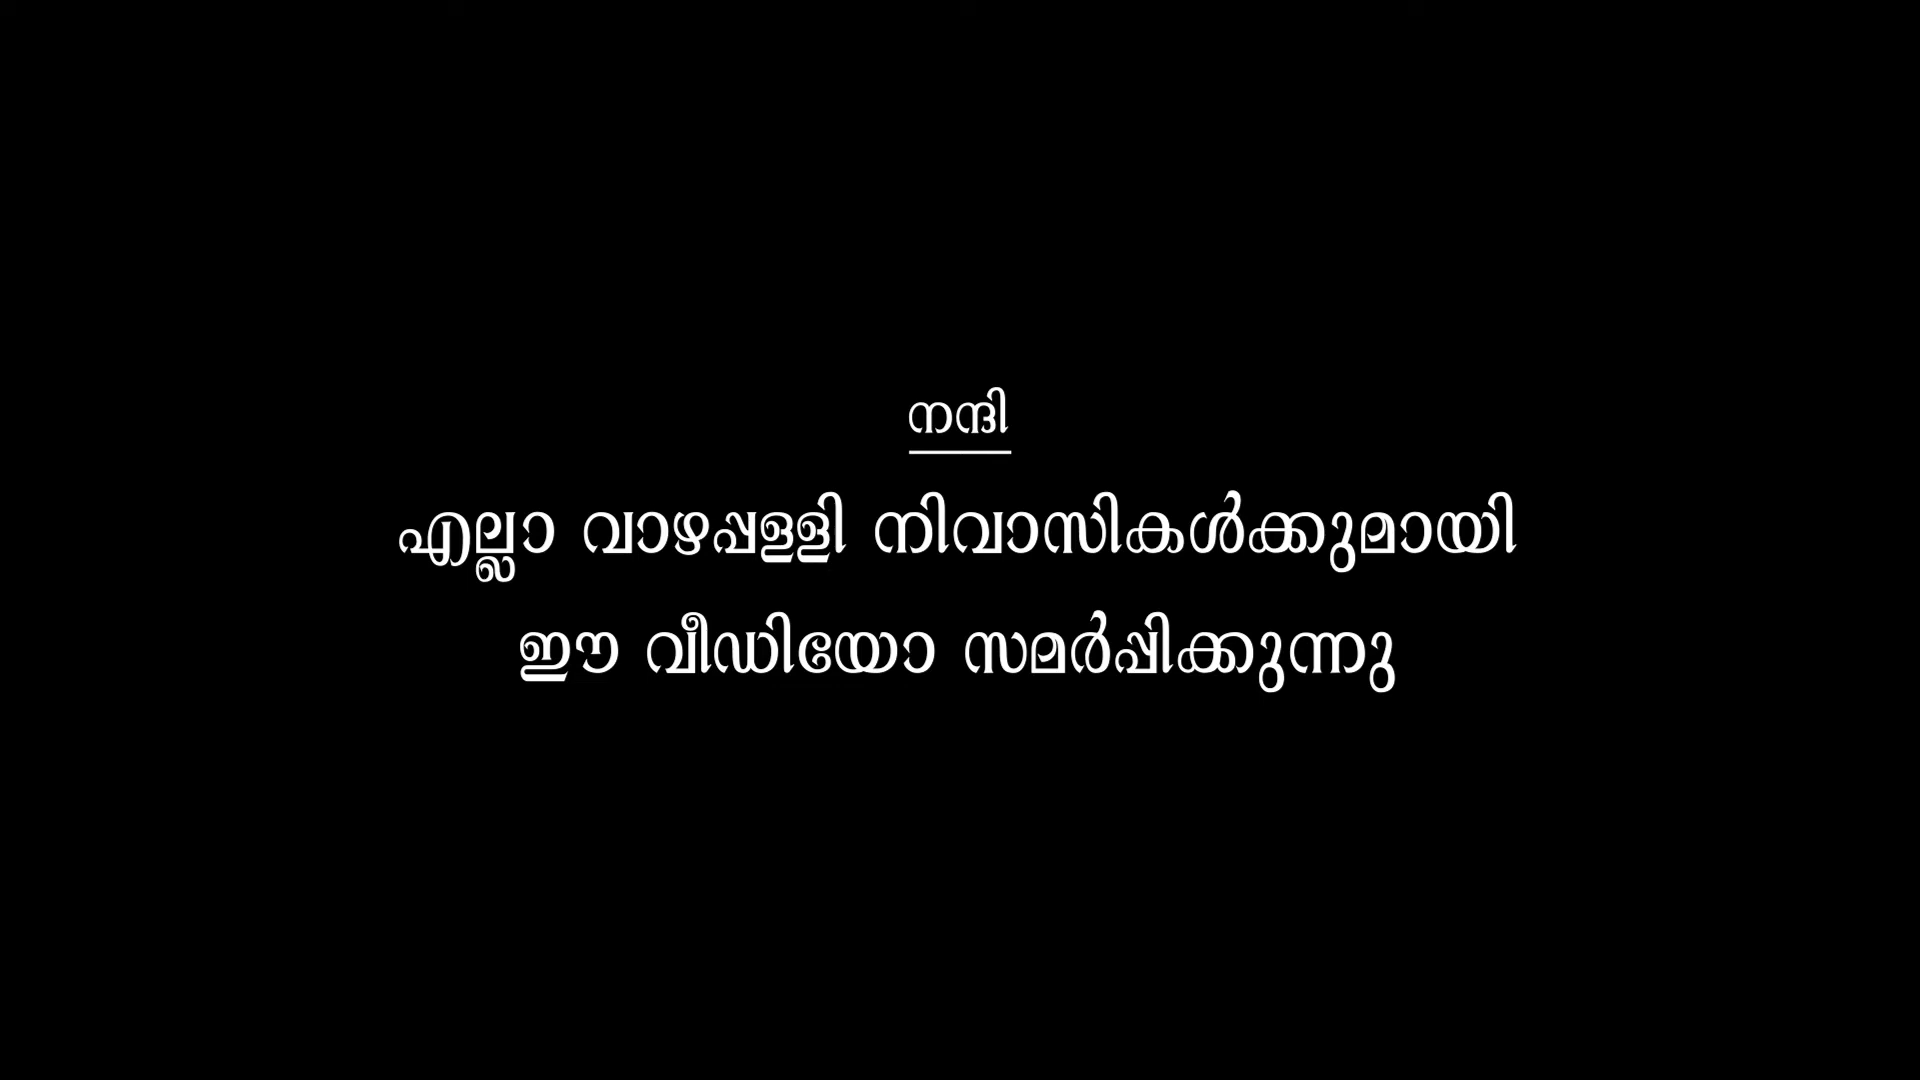 നന്ദി
എല്ലാ വാഴപ്പള്ളി നിവാസികൾക്കുമായി
ഈ വീഡിയോ സമർപ്പിക്കുന്നു